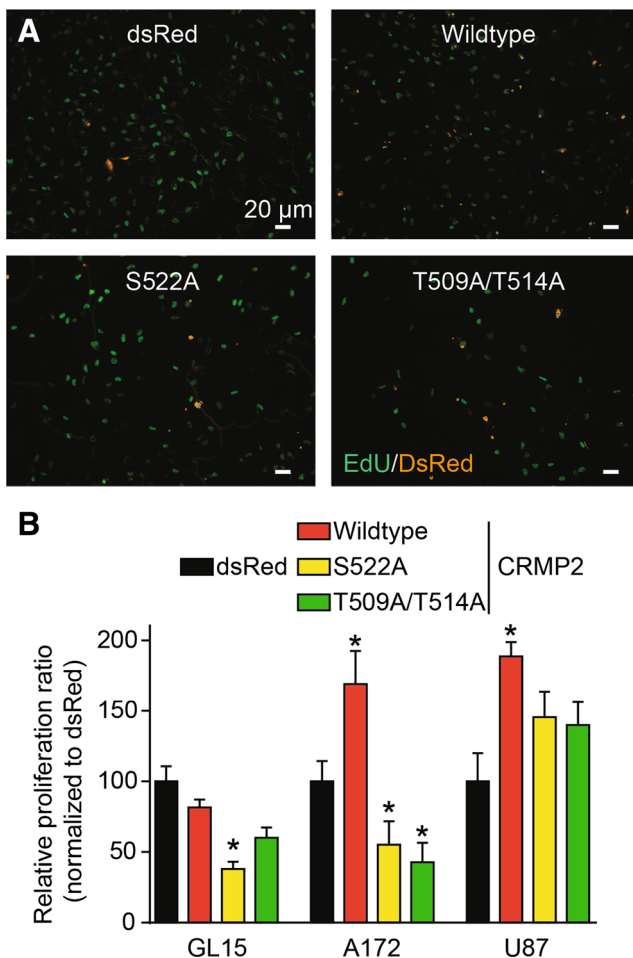 A
dsRed
Wildtype
20 µm
S522A
T509A/T514A
EdU/DsRed
B
Wildtype
dsRed
S522A
CRMP2
T509A/T514A
Relative proliferation ratio
(normalized to dsRed)
200
150
100
50
0
*
*
*
*
*
GL15
A172
U87